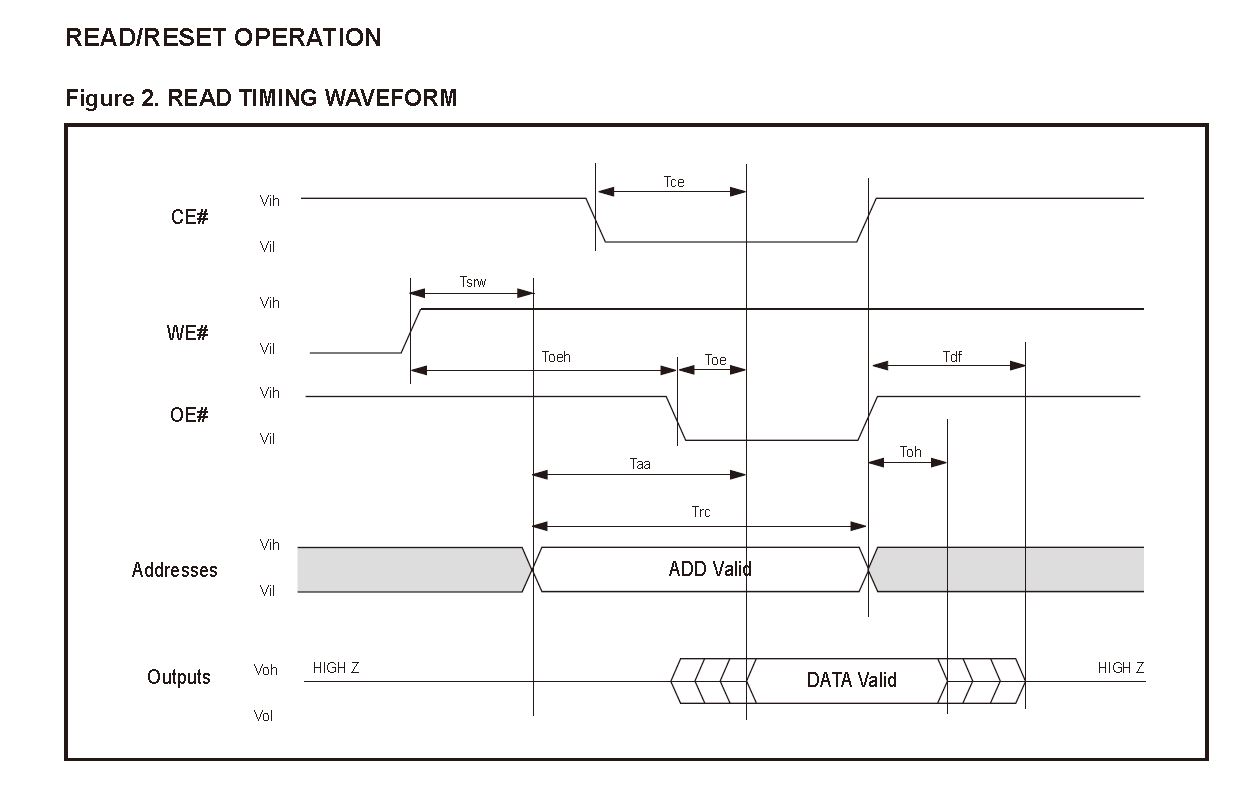 READ/RESET OPERATION
Figure 2. READ TIMING WAVEFORM
Tce
Vih
CE#
Vil
Tsrw
Vih
WE#
Vil
Toeh
Toe
Tdf
Vih
OE#
Vil
Toh
Taa
Trc
Vih
Addresses
ADD Valid
Vil
Voh
HIGH Z
HIGH Z
Outputs
DATA Valid
Vol